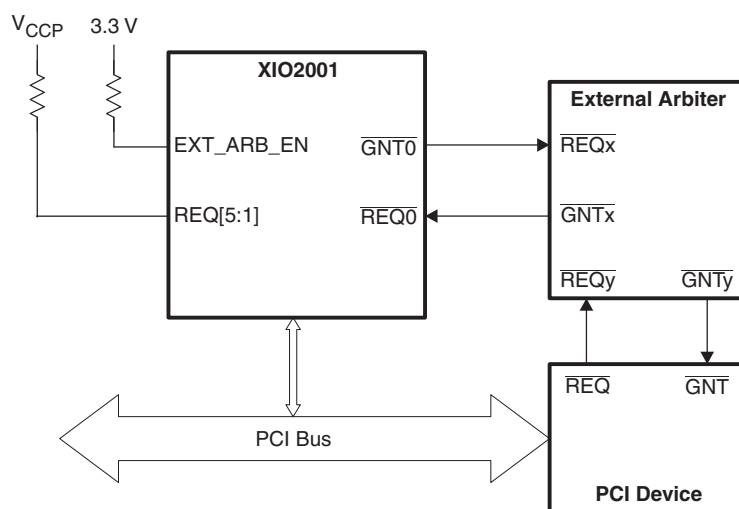 VCCP 3.3 V
XIO2001
EXT_ARB_EN
GNT0
REQ[5:1]
REQ0
External Arbiter
REQx
GNTx
REQy
GNTy
REQ
GNT
PCI Bus
PCI Device